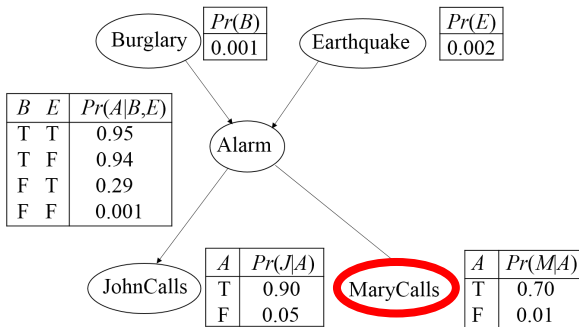 Burglary
Pr(B)
0.001
Earthquake
Pr(E)
0.002
B E Pr(A|B,E)
T T 0.95
T F 0.94
F T 0.29
F F 0.001
Alarm
JohnCalls
A Pr(J|A)
T 0.90
F 0.05
MaryCalls
A Pr(M|A)
T 0.70
F 0.01